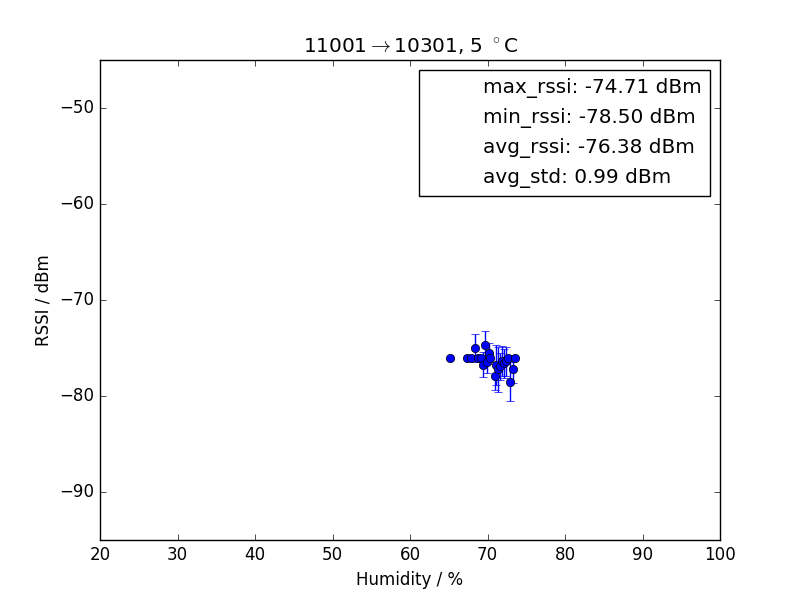 11001→10301, 5 °C
max_rssi: -74.71 dBm
min_rssi: -78.50 dBm
avg_rssi: -76.38 dBm
avg_std: 0.99 dBm
RSSI / dBm
−50
−60
−70
−80
−90
20 30 40 50 60 70 80 90 100
Humidity / %